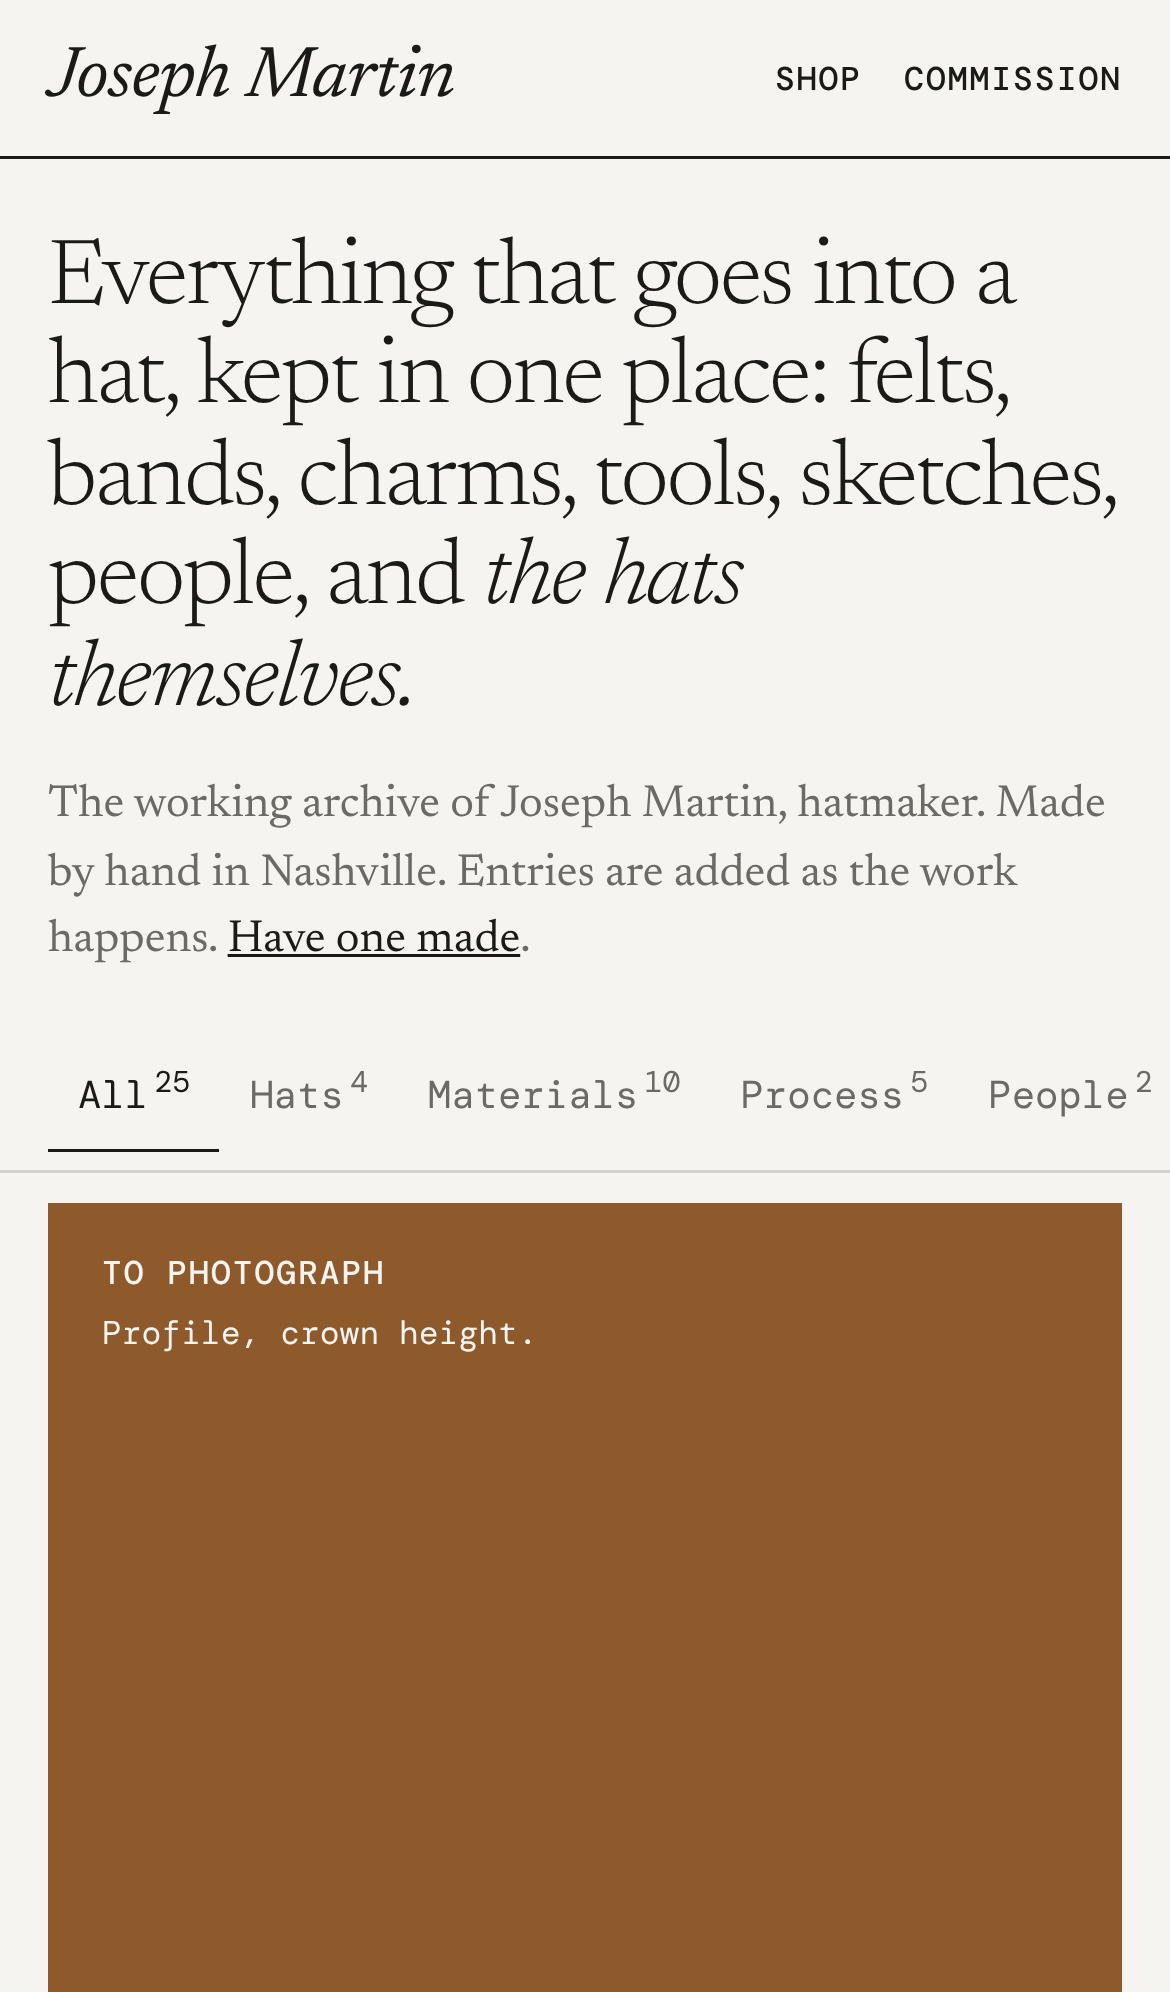 Joseph Martin
SHOP COMMISSION
Everything that goes into a
hat, kept in one place: felts,
bands, charms, tools, sketches,
people, and the hats
themselves.
The working archive of Joseph Martin, hatmaker. Made
by hand in Nashville. Entries are added as the work
happens. Have one made.
All 25 Hats 4 Materials 10 Process 5 People 2
TO PHOTOGRAPH
Profile, crown height.